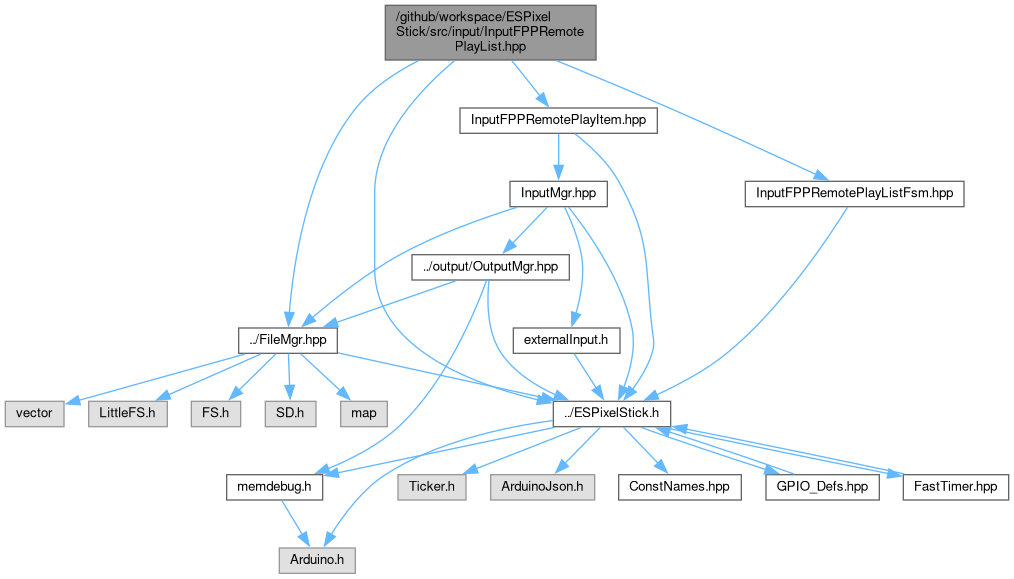 /github/workspace/ESPixel
Stick/src/input/InputFPPRemote
PlayList.hpp
InputFPPRemotePlayItem.hpp
InputMgr.hpp
InputFPPRemotePlayListFsm.hpp
../output/OutputMgr.hpp
../FileMgr.hpp
externalInput.h
vector
LittleFS.h
FS.h
SD.h
map
../ESPixelStick.h
memdebug.h
Ticker.h
ArduinoJson.h
ConstNames.hpp
GPIO_Defs.hpp
FastTimer.hpp
Arduino.h